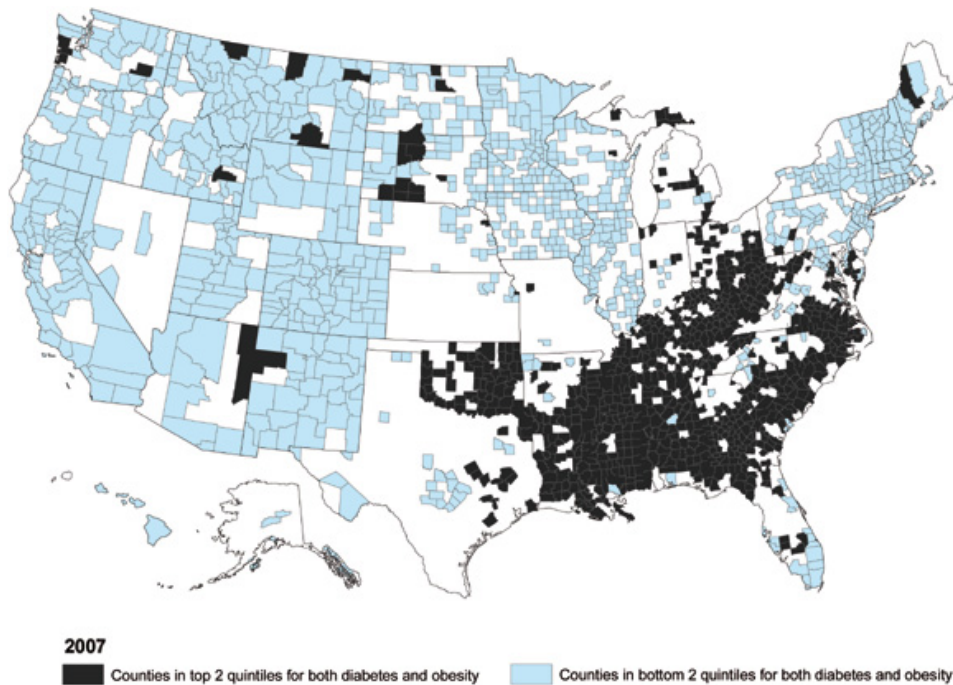 2007
Counties in top 2 quintiles for both diabetes and obesity
Counties in bottom 2 quintiles for both diabetes and obesity